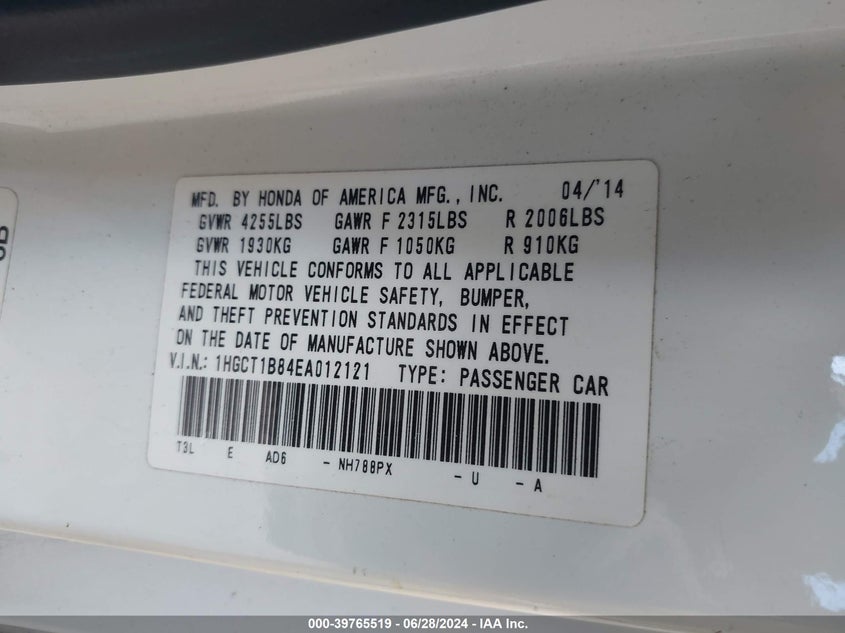 MFD. BY HONDA OF AMERICA MFG., INC. 04/'14
GVWR 4255LBS GAWR F 2315LBS R 2006LBS
GVWR 1930KG GAWR F 1050KG R 910KG
THIS VEHICLE CONFORMS TO ALL APPLICABLE
FEDERAL MOTOR VEHICLE SAFETY, BUMPER,
AND THEFT PREVENTION STANDARDS IN EFFECT
ON THE DATE OF MANUFACTURE SHOWN ABOVE.
V.I.N.: 1HGCT1B84EA012121 TYPE: PASSENGER CAR
T3L E AD6 - NH788PX - U - A
000-39765519 / 06/28/2024 / IAA Inc.